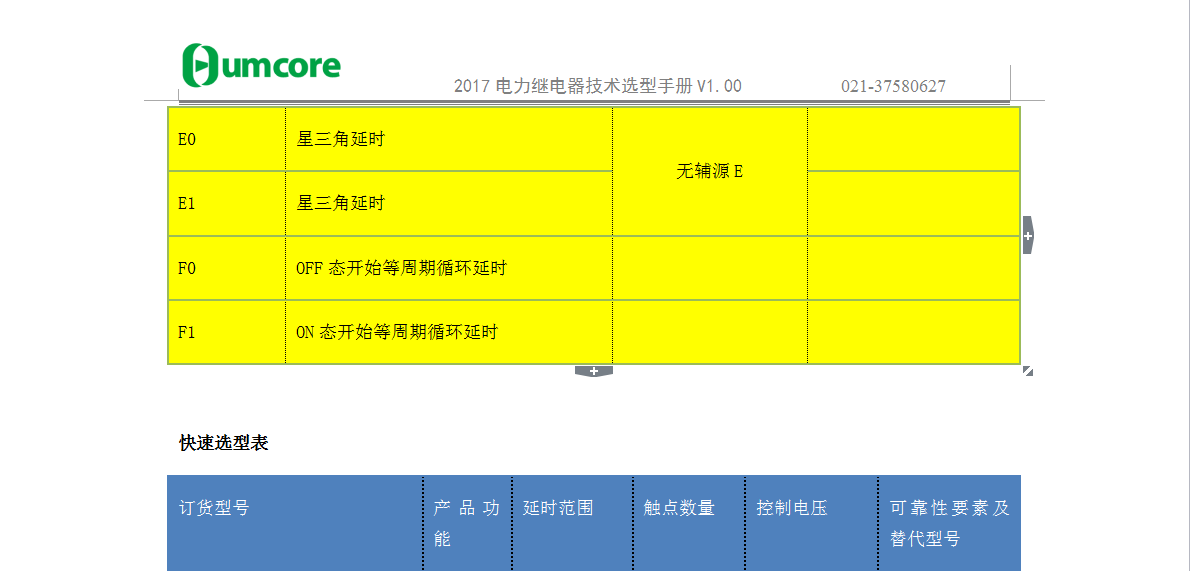 umcore
2017 电力继电器技术选型手册 V1.00 021-37580627
E0 星三角延时
无辅源 E
E1 星三角延时
F0 OFF 态开始等周期循环延时
F1 ON 态开始等周期循环延时
快速选型表
订货型号 产品功能 延时范围 触点数量 控制电压 可靠性要素及替代型号